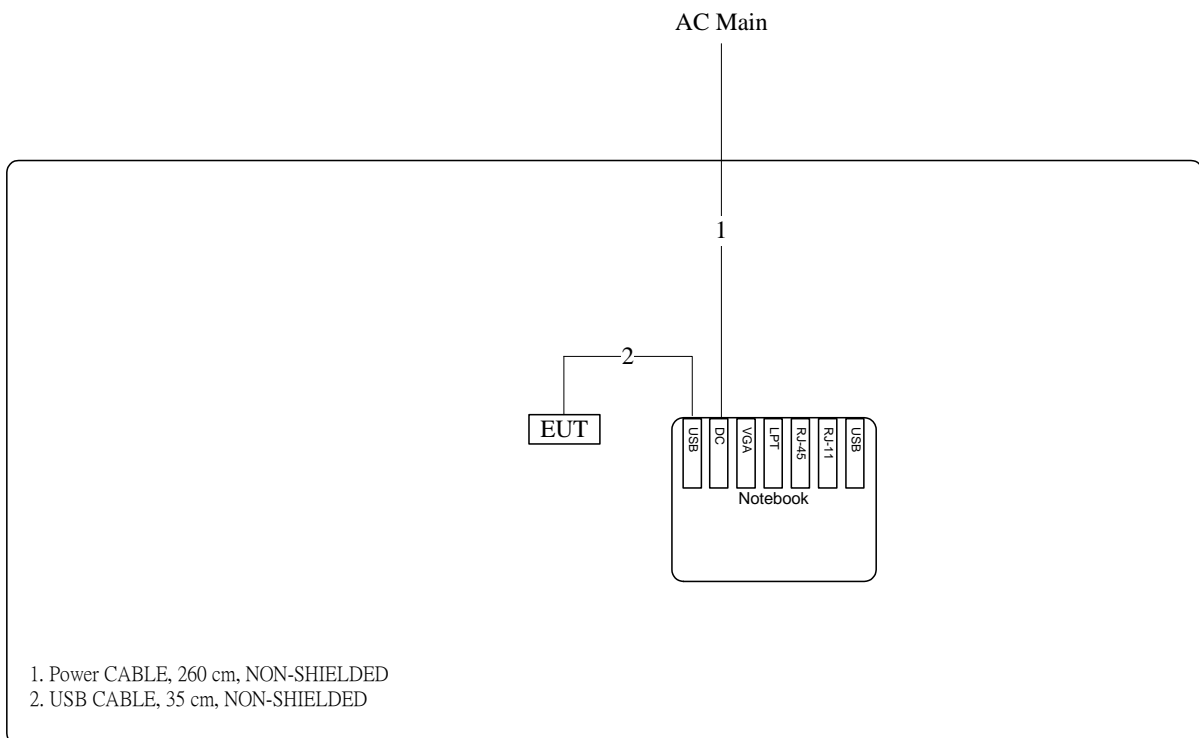 AC Main
1
2
EUT
USB
DC
VGA
LPT
RJ-45
RJ-11
USB
Notebook
1. Power CABLE, 260 cm, NON-SHIELDED
2. USB CABLE, 35 cm, NON-SHIELDED